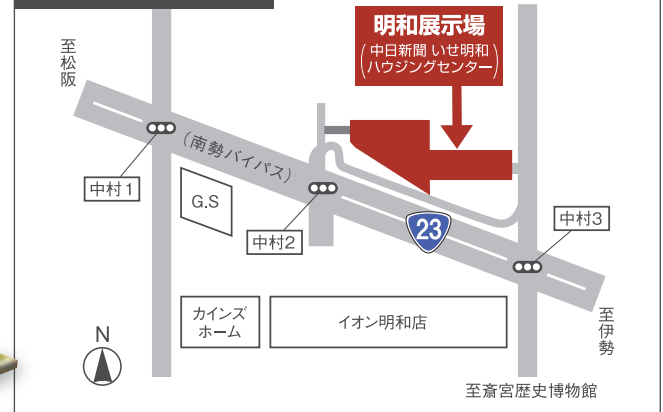 明和展示場
(中日新聞 いせ明和
ハウジングセンター)
至松阪
(南勢バイパス)
中村1
G.S
中村2
23
中村3
カインズ
ホーム
イオン明和店
至伊勢
N
至斎宮歴史博物館